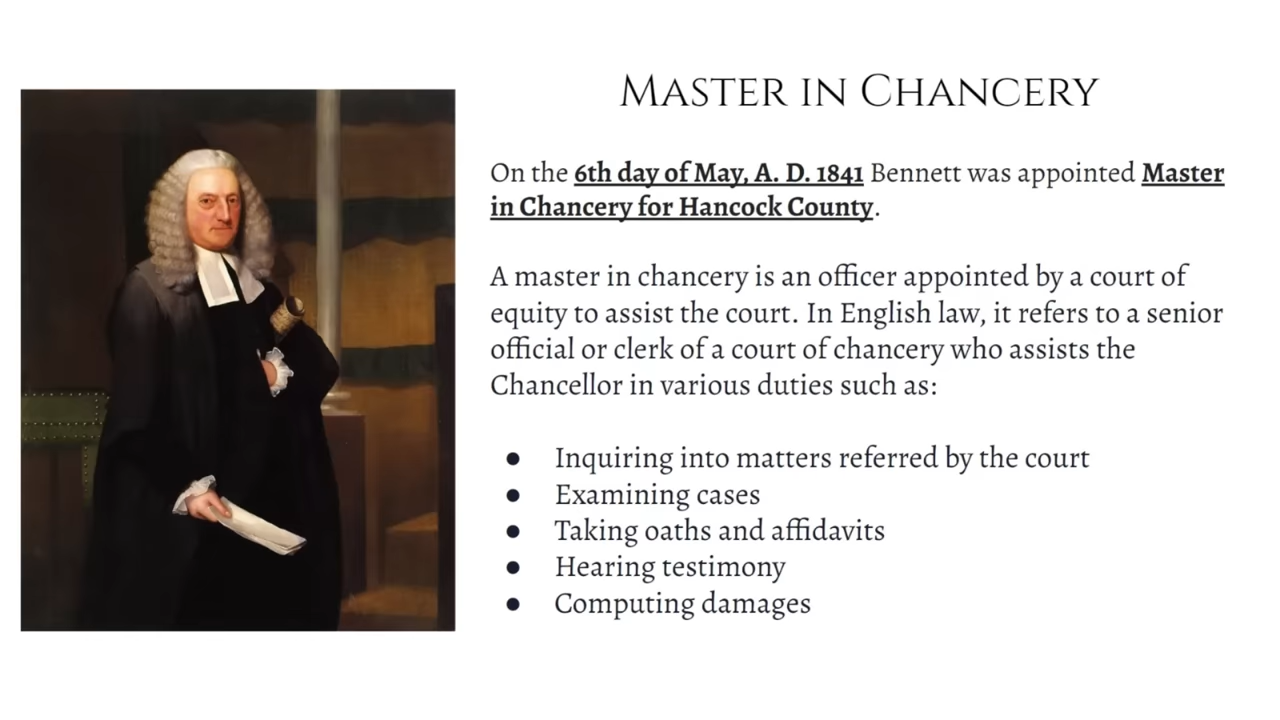 Master in Chancery
On the 6th day of May, A. D. 1841 Bennett was appointed Master
in Chancery for Hancock County.
A master in chancery is an officer appointed by a court of
equity to assist the court. In English law, it refers to a senior
official or clerk of a court of chancery who assists the
Chancellor in various duties such as:
● Inquiring into matters referred by the court
● Examining cases
● Taking oaths and affidavits
● Hearing testimony
● Computing damages